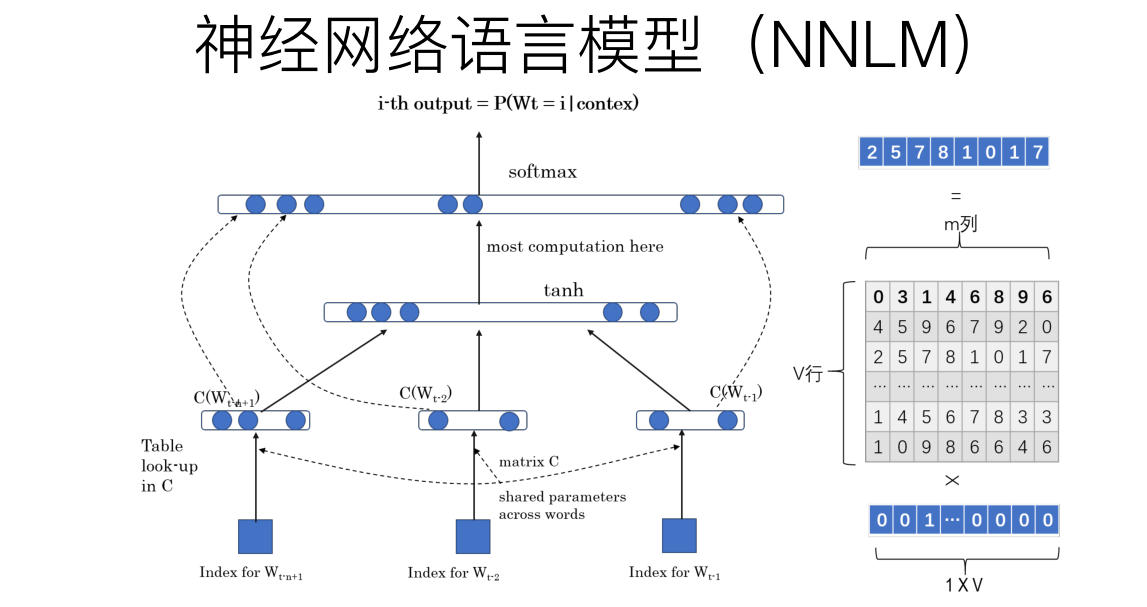 神经网络语言模型（NNLM）
i-th output = P(Wt = i|contex)
softmax
most computation here
tanh
C(Wt-n+1)
C(Wt-2)
C(Wt-1)
Table
look-up
in C
matrix C
shared parameters
across words
Index for Wt-n+1
Index for Wt-2
Index for Wt-1
2 5 7 8 1 0 1 7
=
m列
V行
0 3 1 4 6 8 9 6
4 5 9 6 7 9 2 0
2 5 7 8 1 0 1 7
... ... ... ... ... ... ... ...
1 4 5 6 7 8 3 3
1 0 9 8 6 6 4 6
×
0 0 1 ... 0 0 0 0
1 X V